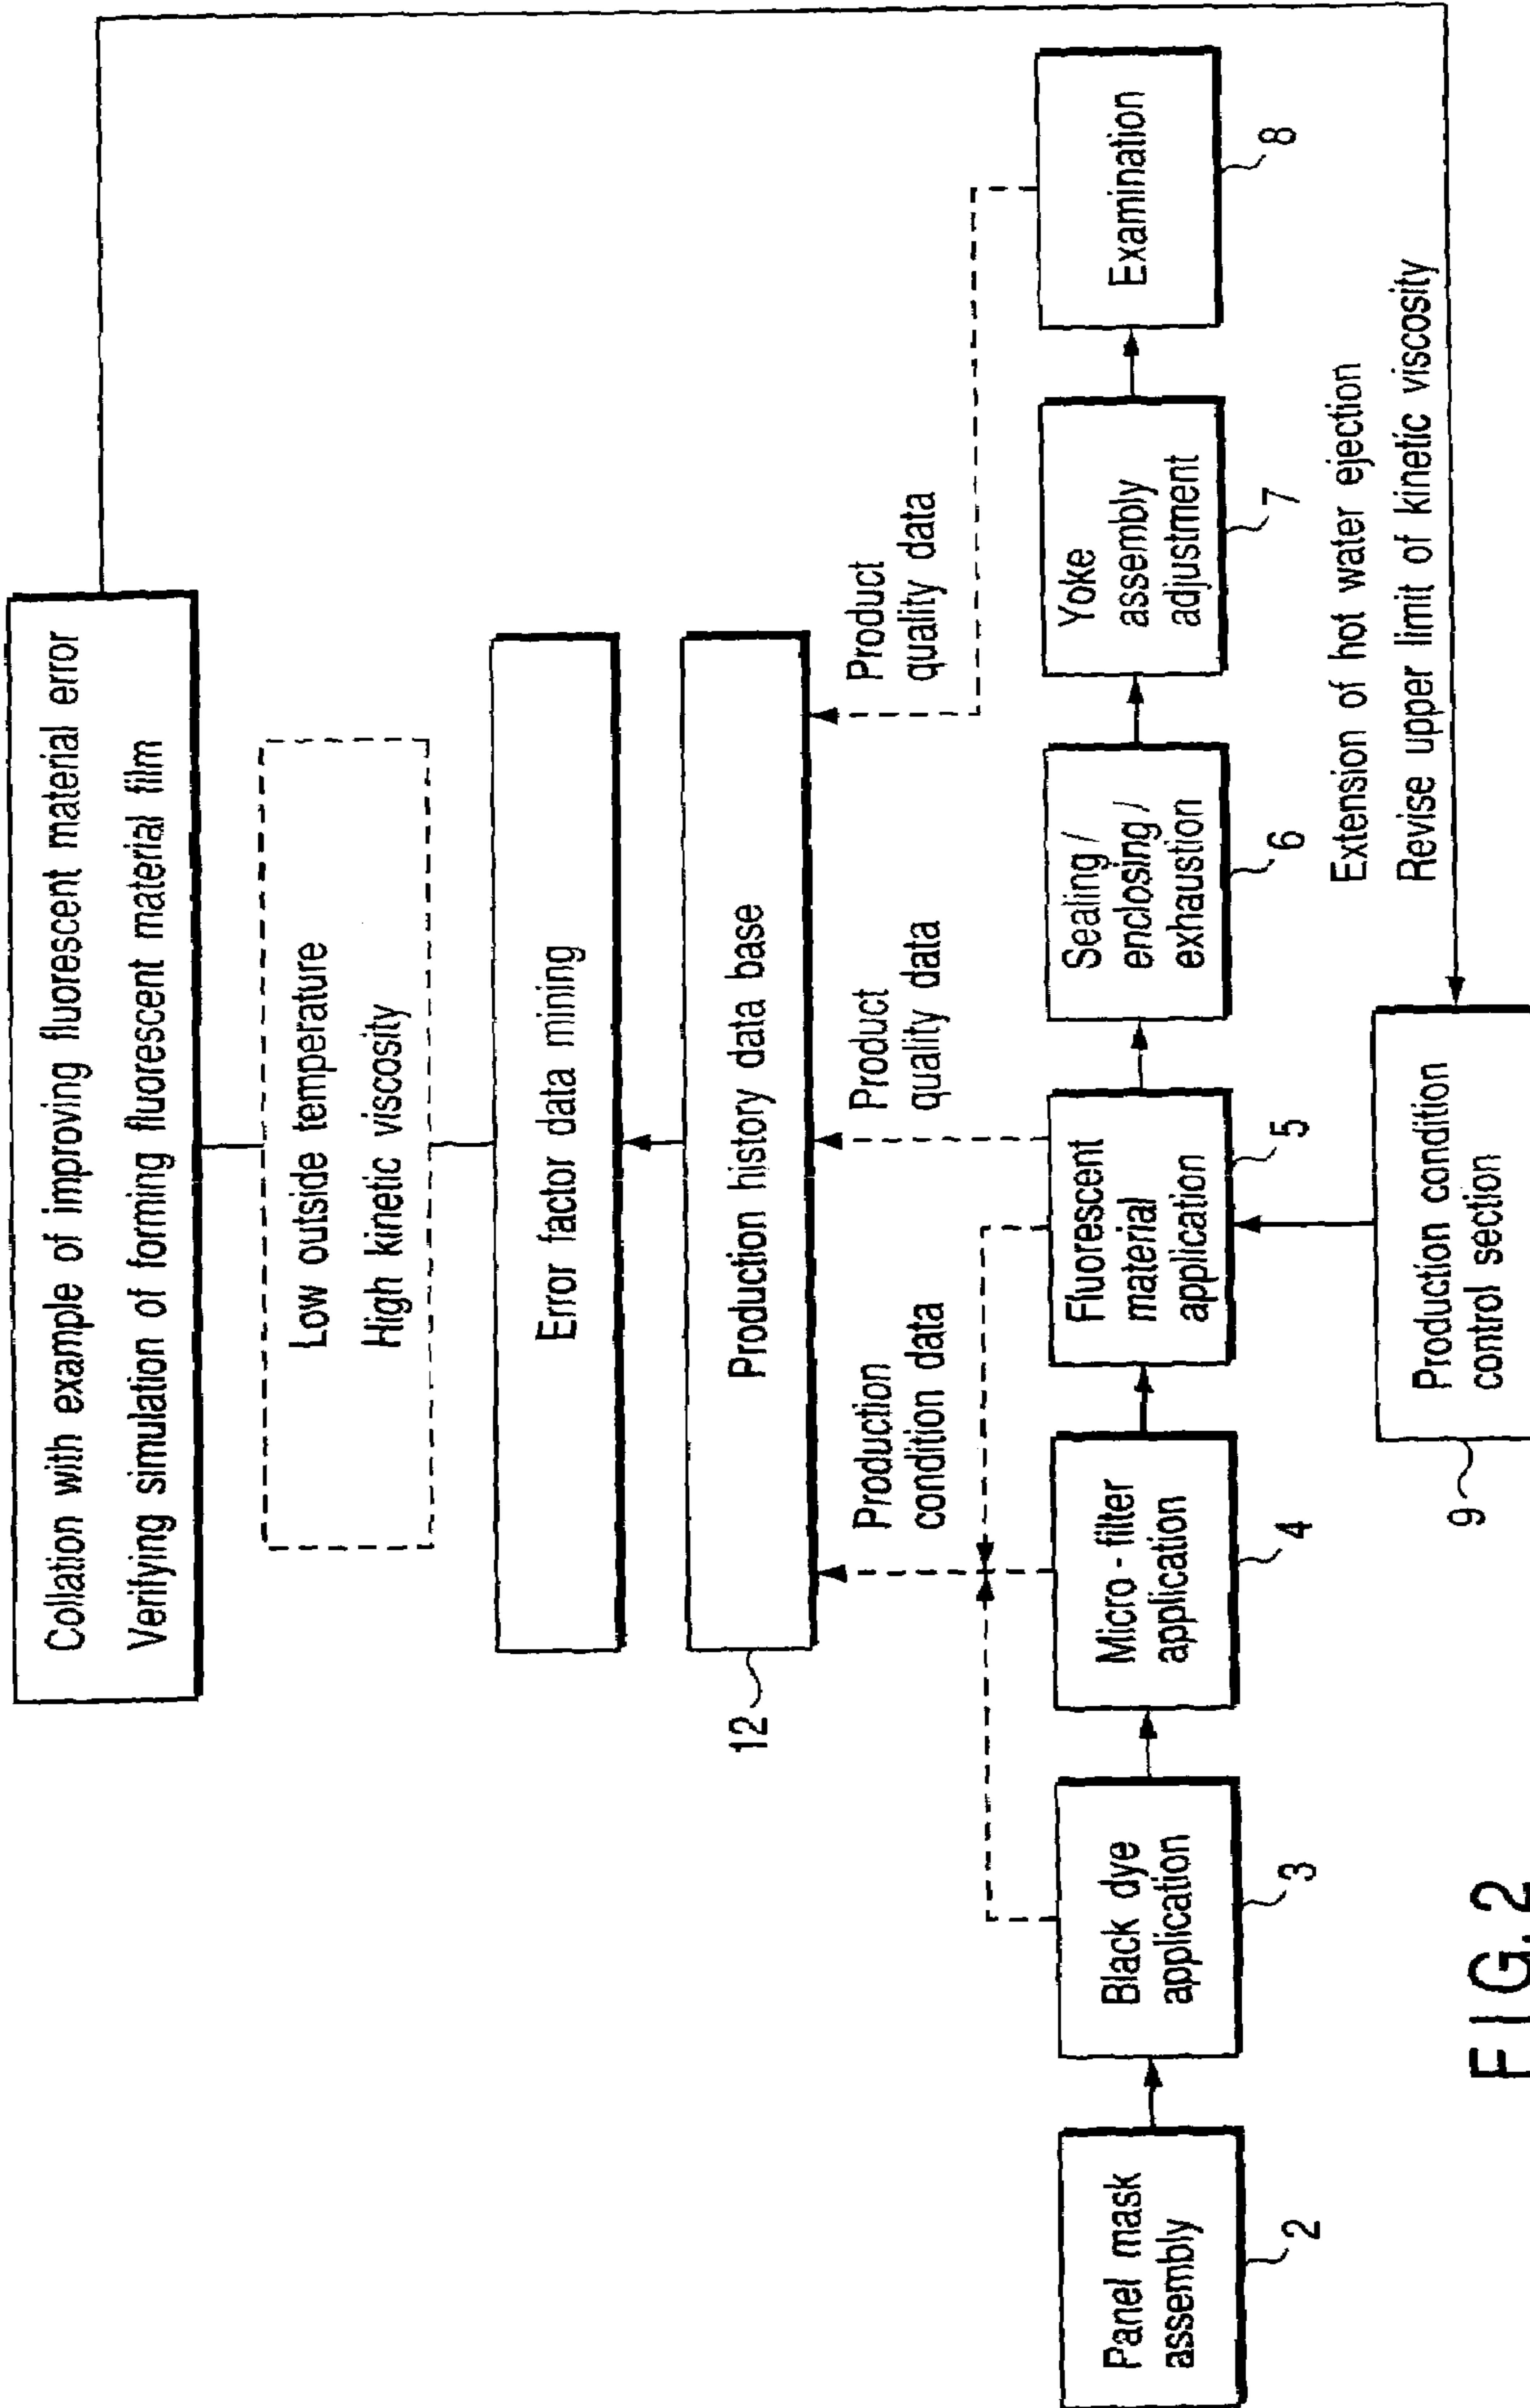 Collation with example of improving fluorescent material error
Verifying simulation of forming fluorescent material film
Low outside temperature
High kinetic viscosity
Error factor data mining
Production history data base
12
Production
condition data
Product
quality data
Product
quality data
Panel mask
assembly
2
Black dye
application
3
Micro - filter
application
4
Fluorescent
material
application
5
Sealing /
enclosing /
exhaustion
6
Yoke
assembly
adjustment
7
Examination
8
Extension of hot water ejection
Revise upper limit of kinetic viscosity
Production condition
control section
9
FIG. 2